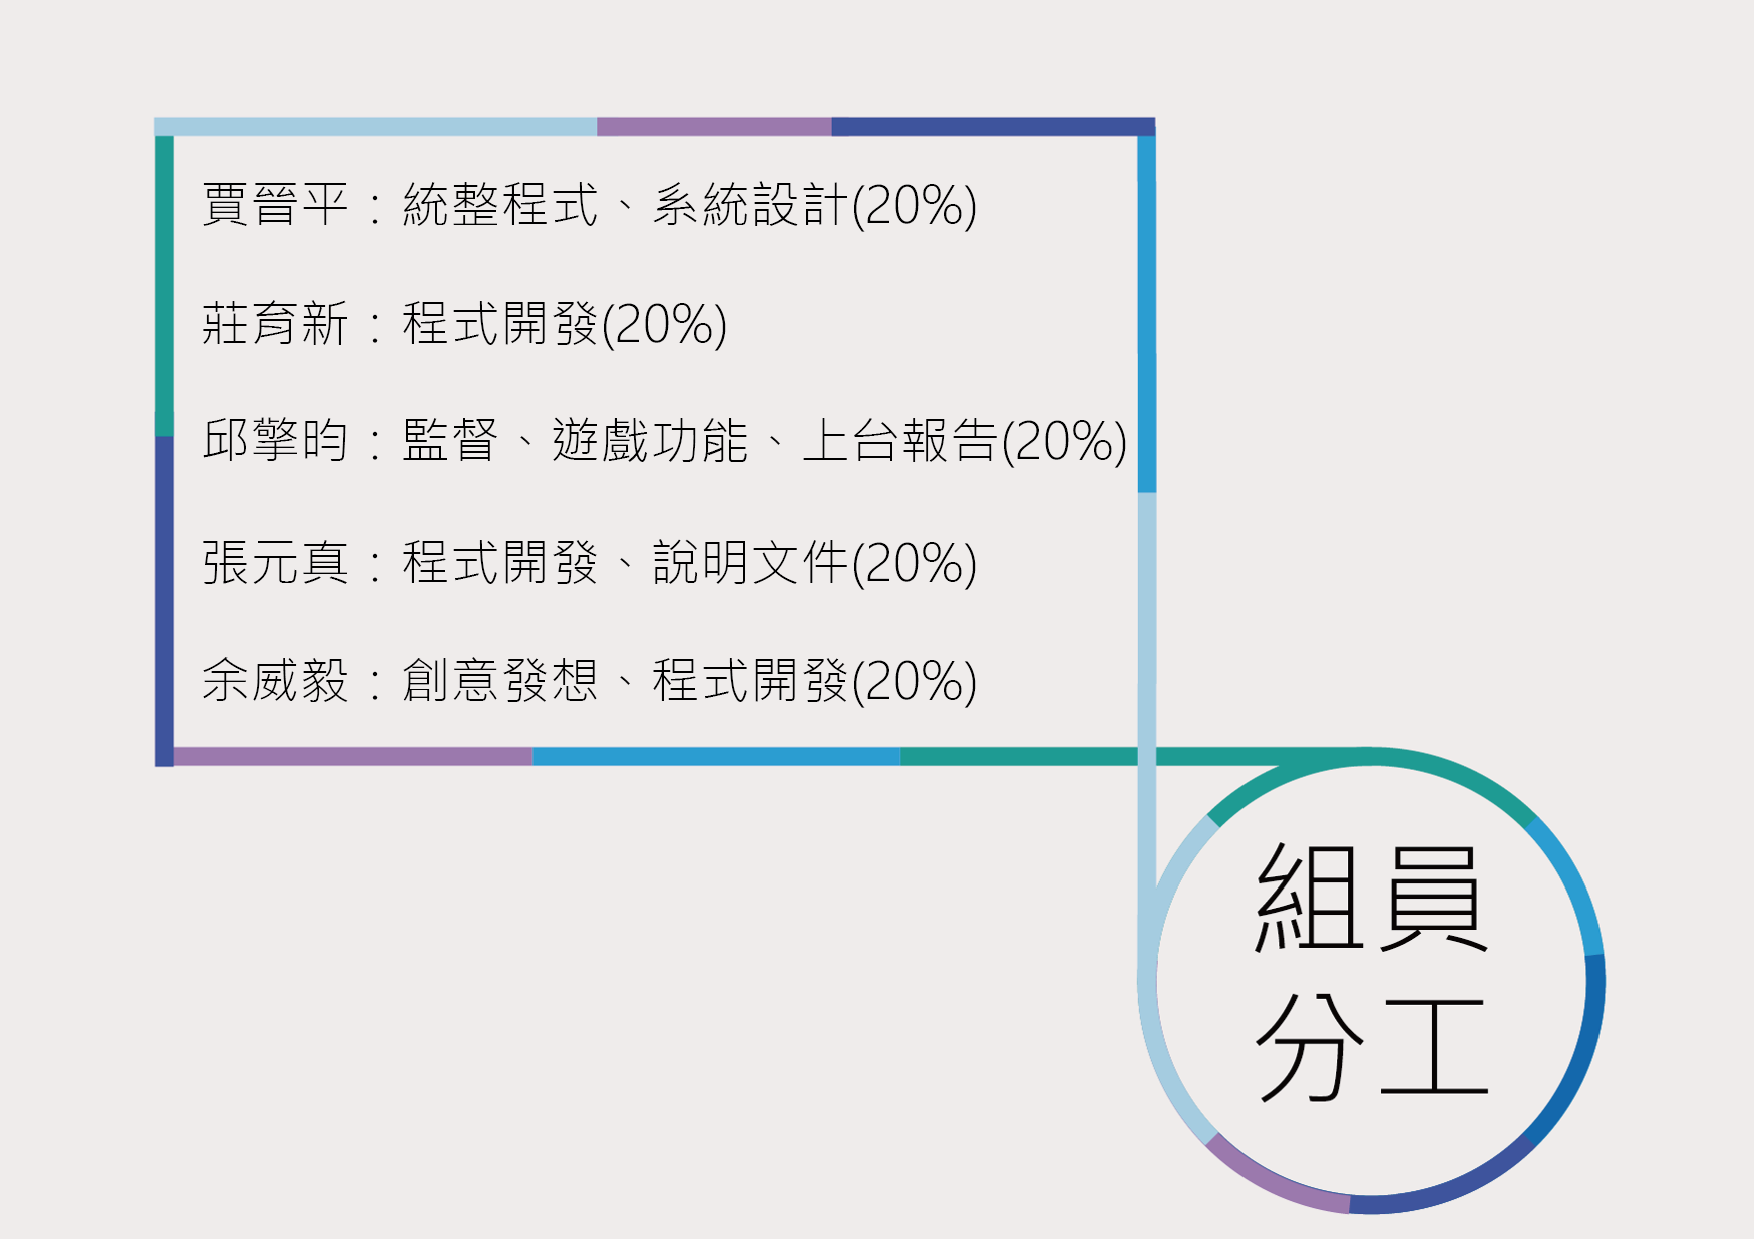 賈晉平：統整程式、系統設計(20%)
莊育新：程式開發(20%)
邱擎昀：監督、遊戲功能、上台報告(20%)
張元真：程式開發、說明文件(20%)
余威毅：創意發想、程式開發(20%)
組員
分工